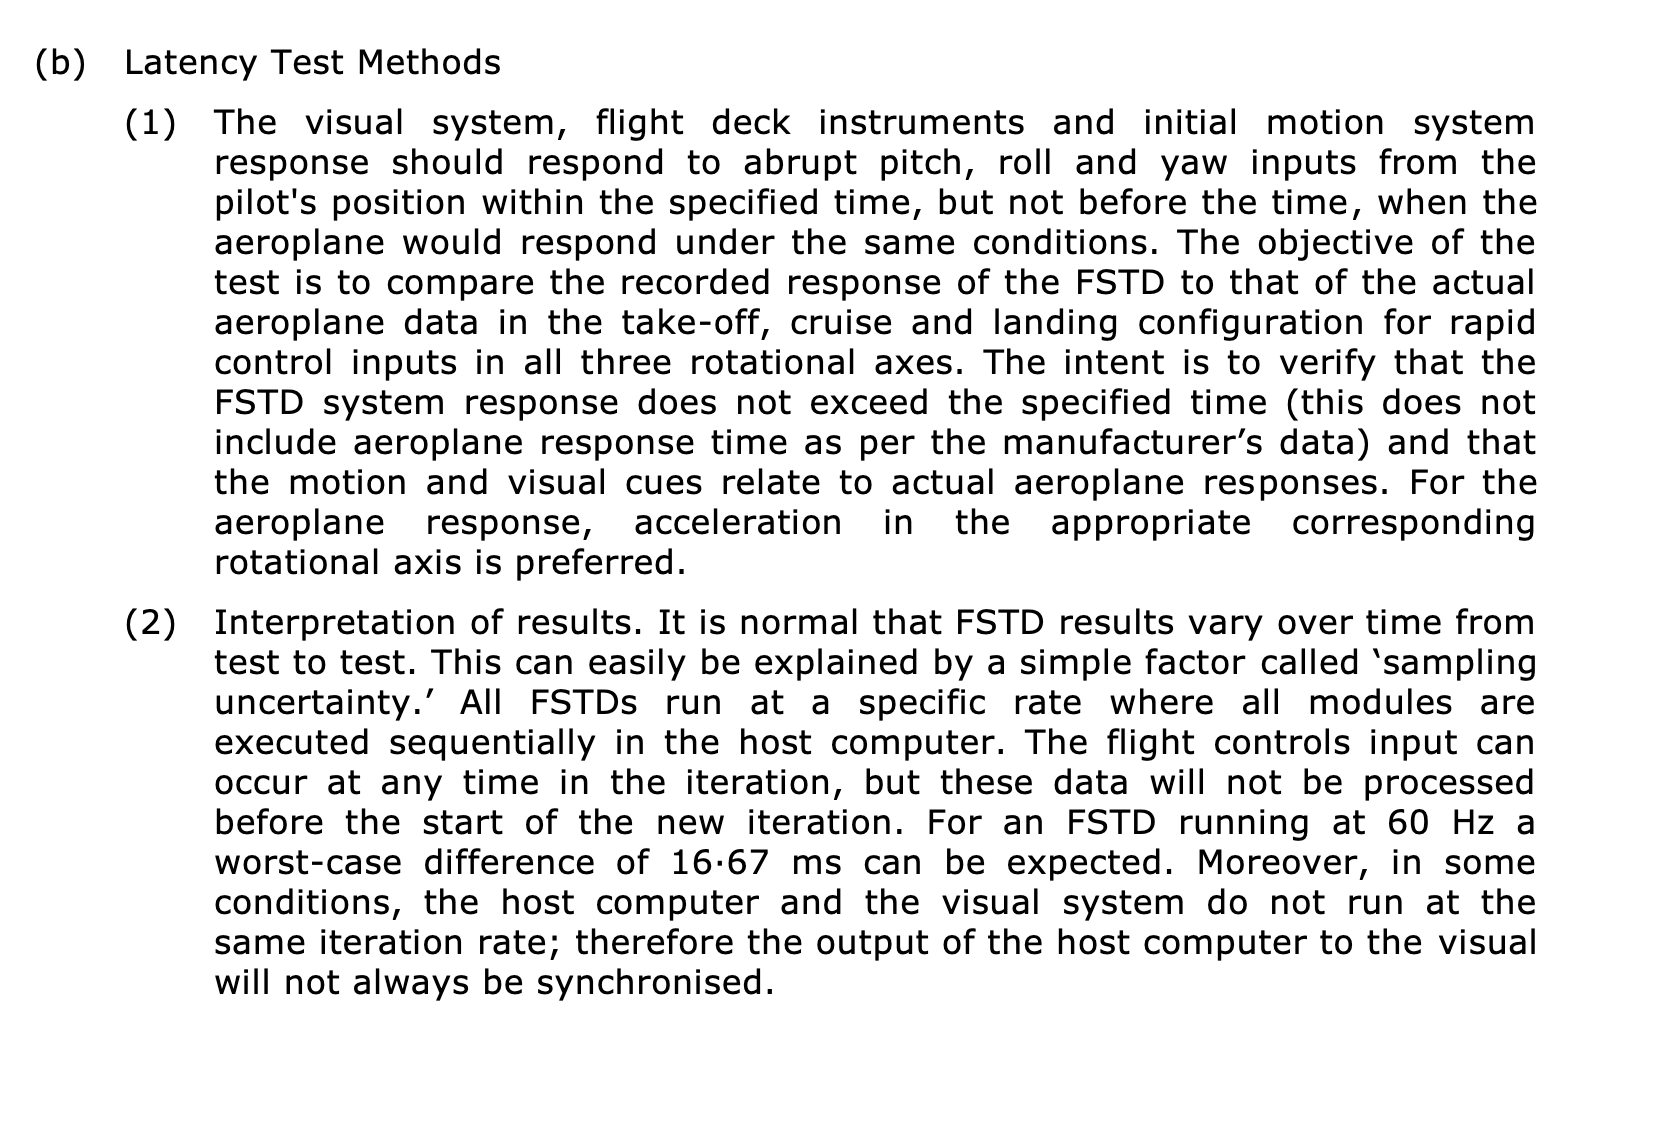 (b) Latency Test Methods
(1) The visual system, flight deck instruments and initial motion system
response should respond to abrupt pitch, roll and yaw inputs from the
pilot's position within the specified time, but not before the time, when the
aeroplane would respond under the same conditions. The objective of the
test is to compare the recorded response of the FSTD to that of the actual
aeroplane data in the take-off, cruise and landing configuration for rapid
control inputs in all three rotational axes. The intent is to verify that the
FSTD system response does not exceed the specified time (this does not
include aeroplane response time as per the manufacturer’s data) and that
the motion and visual cues relate to actual aeroplane responses. For the
aeroplane response, acceleration in the appropriate corresponding
rotational axis is preferred.
(2) Interpretation of results. It is normal that FSTD results vary over time from
test to test. This can easily be explained by a simple factor called ‘sampling
uncertainty.’ All FSTDs run at a specific rate where all modules are
executed sequentially in the host computer. The flight controls input can
occur at any time in the iteration, but these data will not be processed
before the start of the new iteration. For an FSTD running at 60 Hz a
worst-case difference of 16·67 ms can be expected. Moreover, in some
conditions, the host computer and the visual system do not run at the
same iteration rate; therefore the output of the host computer to the visual
will not always be synchronised.